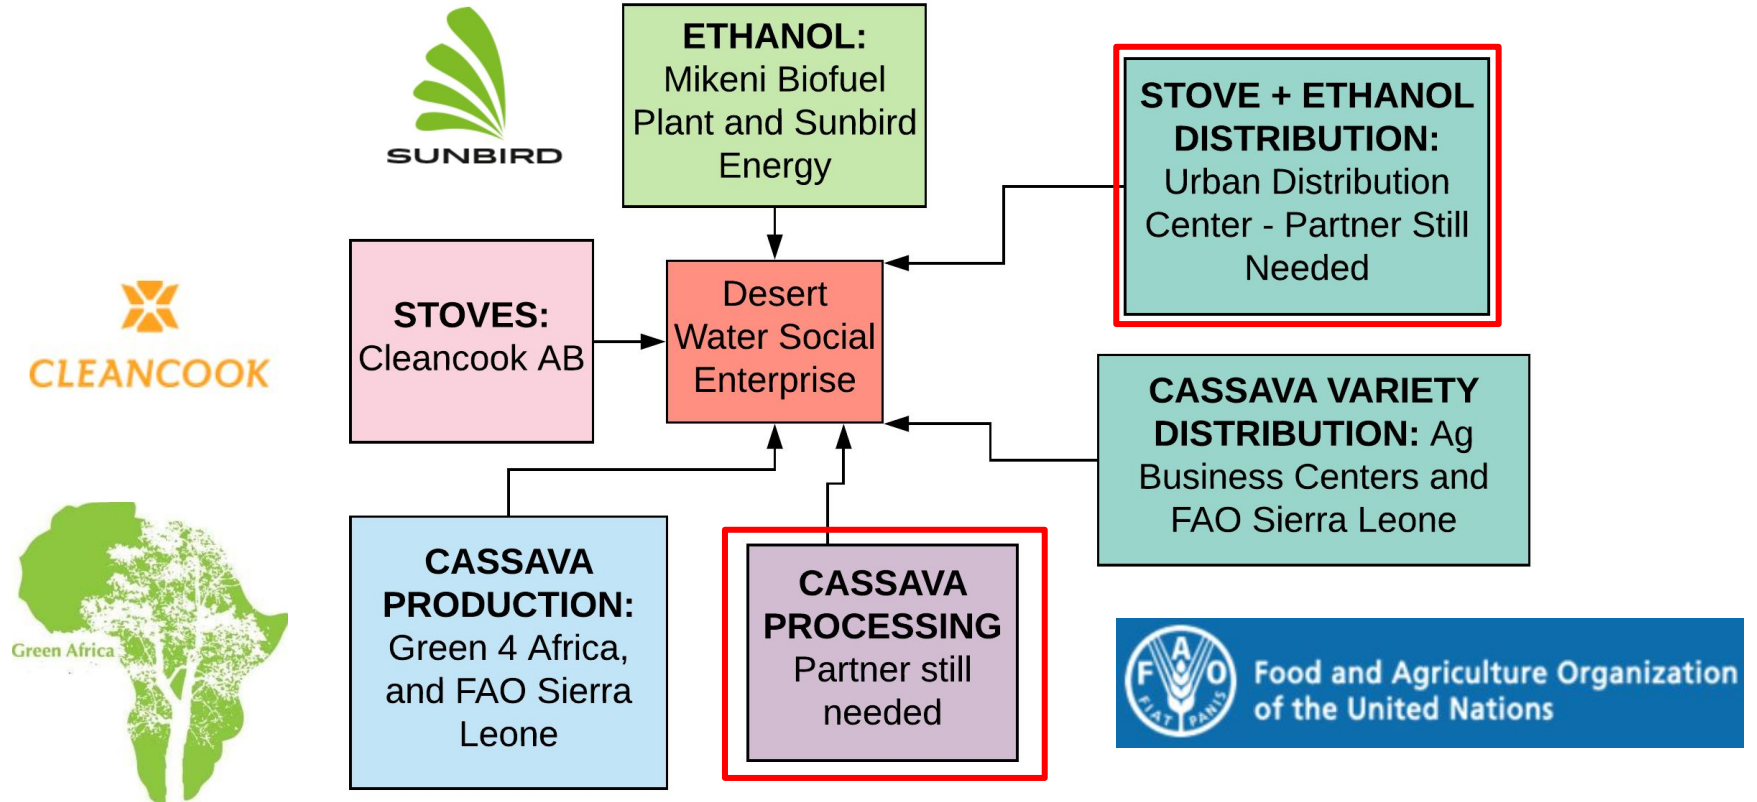 SUNBIRD
ETHANOL:
Mikeni Biofuel
Plant and Sunbird
Energy
STOVE + ETHANOL
DISTRIBUTION:
Urban Distribution
Center - Partner Still
Needed
CLEANCOOK
STOVES:
Cleancook AB
Desert
Water Social
Enterprise
CASSAVA VARIETY
DISTRIBUTION: Ag
Business Centers and
FAO Sierra Leone
Green Africa
CASSAVA
PRODUCTION:
Green 4 Africa,
and FAO Sierra
Leone
CASSAVA
PROCESSING
Partner still
needed
F A O
FIAT PANIS
Food and Agriculture Organization
of the United Nations